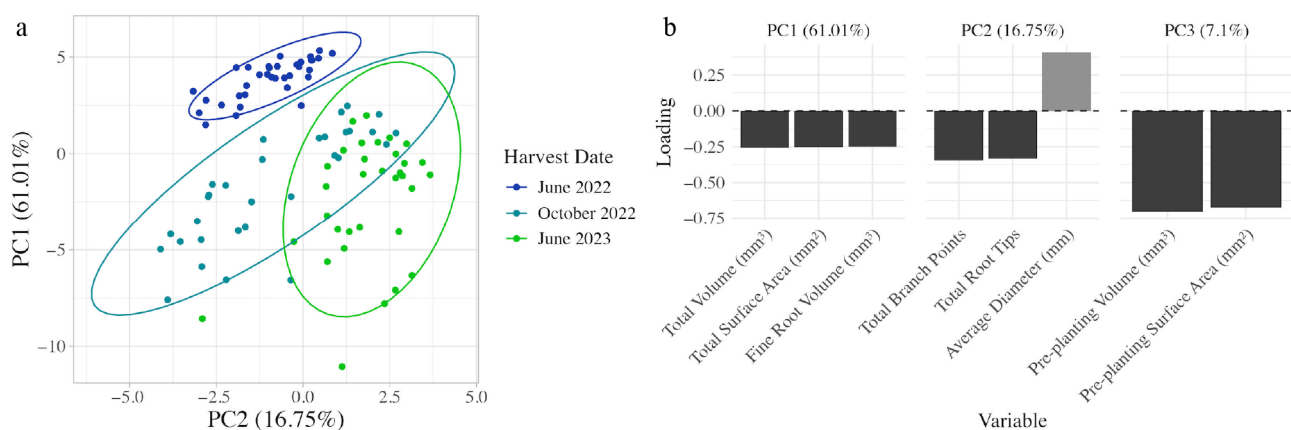 a
PC1 (61.01%)
5
0
−5
−10
−5.0
−2.5
0.0
2.5
5.0
PC2 (16.75%)
Harvest Date
June 2022
October 2022
June 2023
b
PC1 (61.01%)
PC2 (16.75%)
PC3 (7.1%)
Loading
0.25
0.00
−0.25
−0.50
−0.75
Total Volume (mm³)
Total Surface Area (mm²)
Fine Root Volume (mm³)
Total Branch Points
Total Root Tips
Average Diameter (mm)
Pre-planting Volume (mm³)
Pre-planting Surface Area (mm²)
Variable